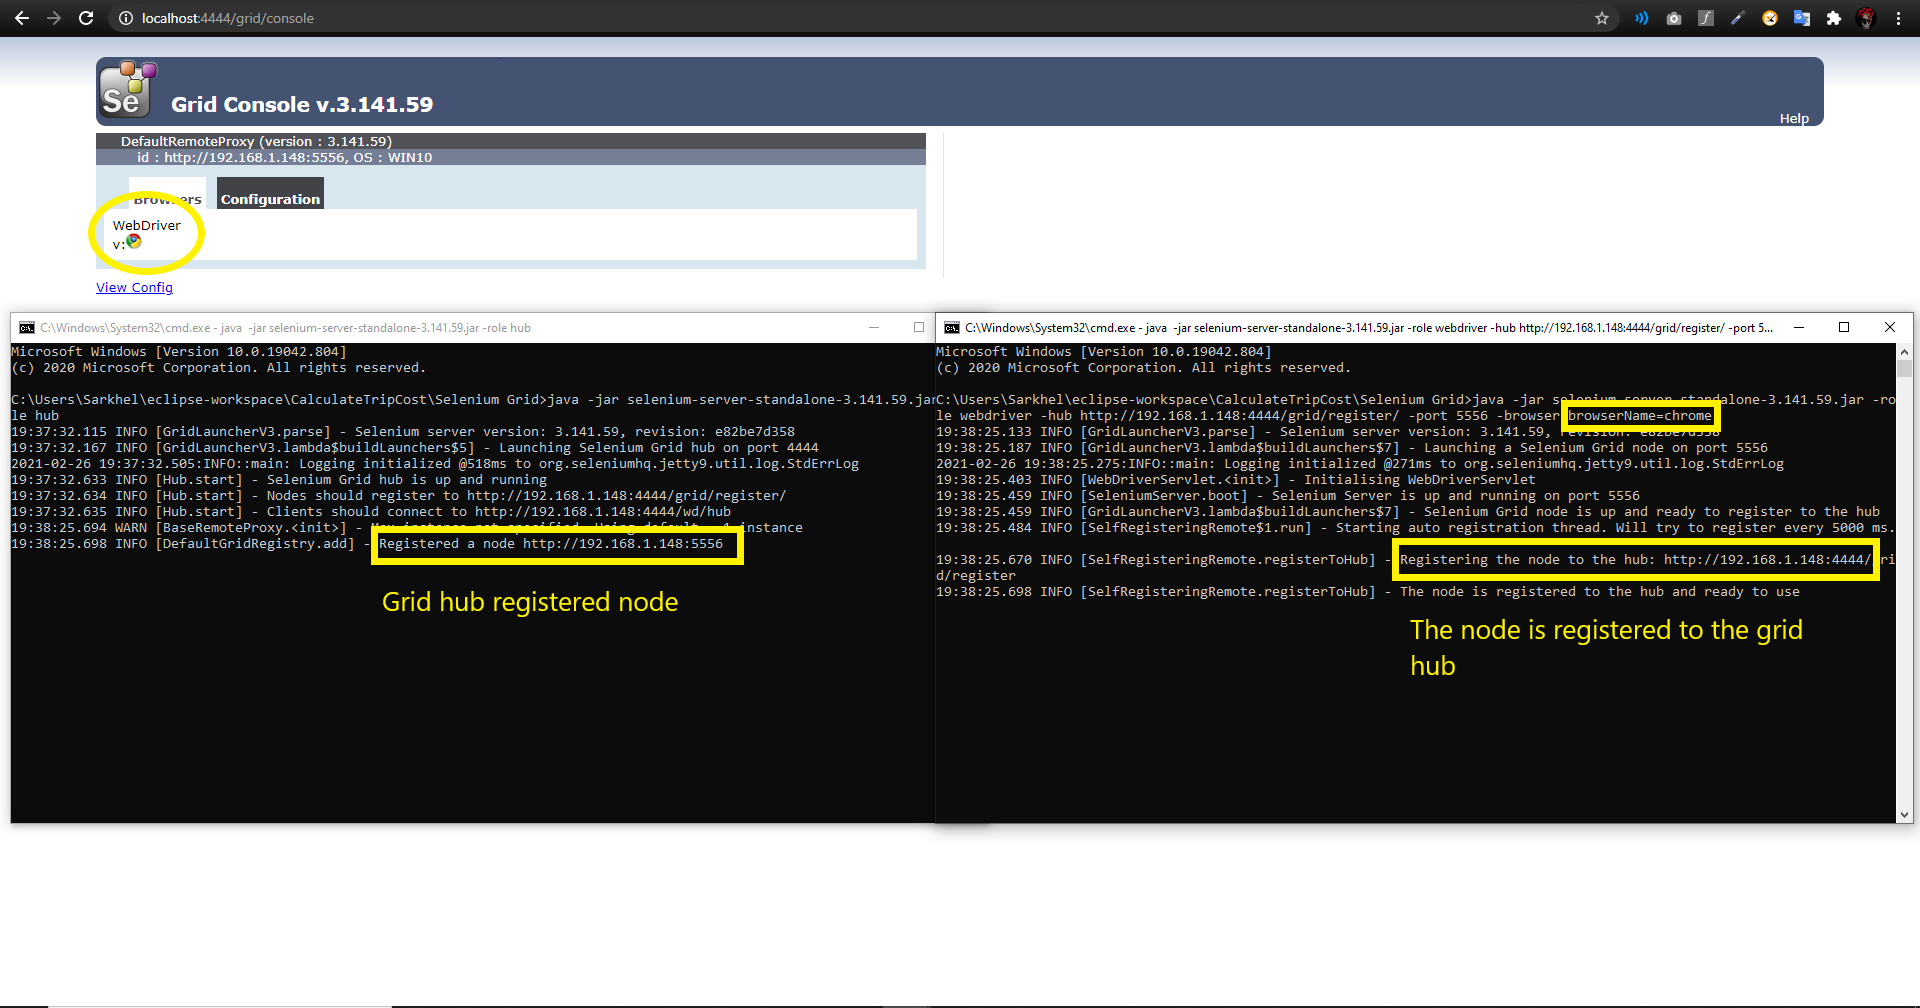 localhost:4444/grid/console
Se
Grid Console v.3.141.59
Help
DefaultRemoteProxy (version : 3.141.59)
id : http://192.168.1.148:5556, OS : WIN10
Browsers
Configuration
WebDriver
v:
View Config
C:\Windows\System32\cmd.exe - java -jar selenium-server-standalone-3.141.59.jar -role hub
Microsoft Windows [Version 10.0.19042.804]
(c) 2020 Microsoft Corporation. All rights reserved.
C:\Users\Sarkhel\eclipse-workspace\CalculateTripCost\Selenium Grid>java -jar selenium-server-standalone-3.141.59.jar
le hub
19:37:32.115 INFO [GridLauncherV3.parse] - Selenium server version: 3.141.59, revision: e82be7d358
19:37:32.167 INFO [GridLauncherV3.lambda$buildLaunchers$5] - Launching Selenium Grid hub on port 4444
2021-02-26 19:37:32.505:INFO::main: Logging initialized @518ms to org.seleniumhq.jetty9.util.log.StdErrLog
19:37:32.633 INFO [Hub.start] - Selenium Grid hub is up and running
19:37:32.634 INFO [Hub.start] - Nodes should register to http://192.168.1.148:4444/grid/register/
19:37:32.635 INFO [Hub.start] - Clients should connect to http://192.168.1.148:4444/wd/hub
19:38:25.694 WARN [BaseRemoteProxy.<init>] - Max instance not specified. Using default = 1 instance
19:38:25.698 INFO [DefaultGridRegistry.add] - Registered a node http://192.168.1.148:5556
Grid hub registered node
C:\Windows\System32\cmd.exe - java -jar selenium-server-standalone-3.141.59.jar -role webdriver -hub http://192.168.1.148:4444/grid/register/ -port 5...
Microsoft Windows [Version 10.0.19042.804]
(c) 2020 Microsoft Corporation. All rights reserved.
C:\Users\Sarkhel\eclipse-workspace\CalculateTripCost\Selenium Grid>java -jar selenium-server-standalone-3.141.59.jar -ro
le webdriver -hub http://192.168.1.148:4444/grid/register/ -port 5556 -browser browserName=chrome
19:38:25.133 INFO [GridLauncherV3.parse] - Selenium server version: 3.141.59, revision: e82be7d358
19:38:25.187 INFO [GridLauncherV3.lambda$buildLaunchers$7] - Launching a Selenium Grid node on port 5556
2021-02-26 19:38:25.275:INFO::main: Logging initialized @271ms to org.seleniumhq.jetty9.util.log.StdErrLog
19:38:25.403 INFO [WebDriverServlet.<init>] - Initialising WebDriverServlet
19:38:25.459 INFO [SeleniumServer.boot] - Selenium Server is up and running on port 5556
19:38:25.459 INFO [GridLauncherV3.lambda$buildLaunchers$7] - Selenium Grid node is up and ready to register to the hub
19:38:25.484 INFO [SelfRegisteringRemote$1.run] - Starting auto registration thread. Will try to register every 5000 ms.
19:38:25.670 INFO [SelfRegisteringRemote.registerToHub] - Registering the node to the hub: http://192.168.1.148:4444/gri
d/register
19:38:25.698 INFO [SelfRegisteringRemote.registerToHub] - The node is registered to the hub and ready to use
The node is registered to the grid
hub